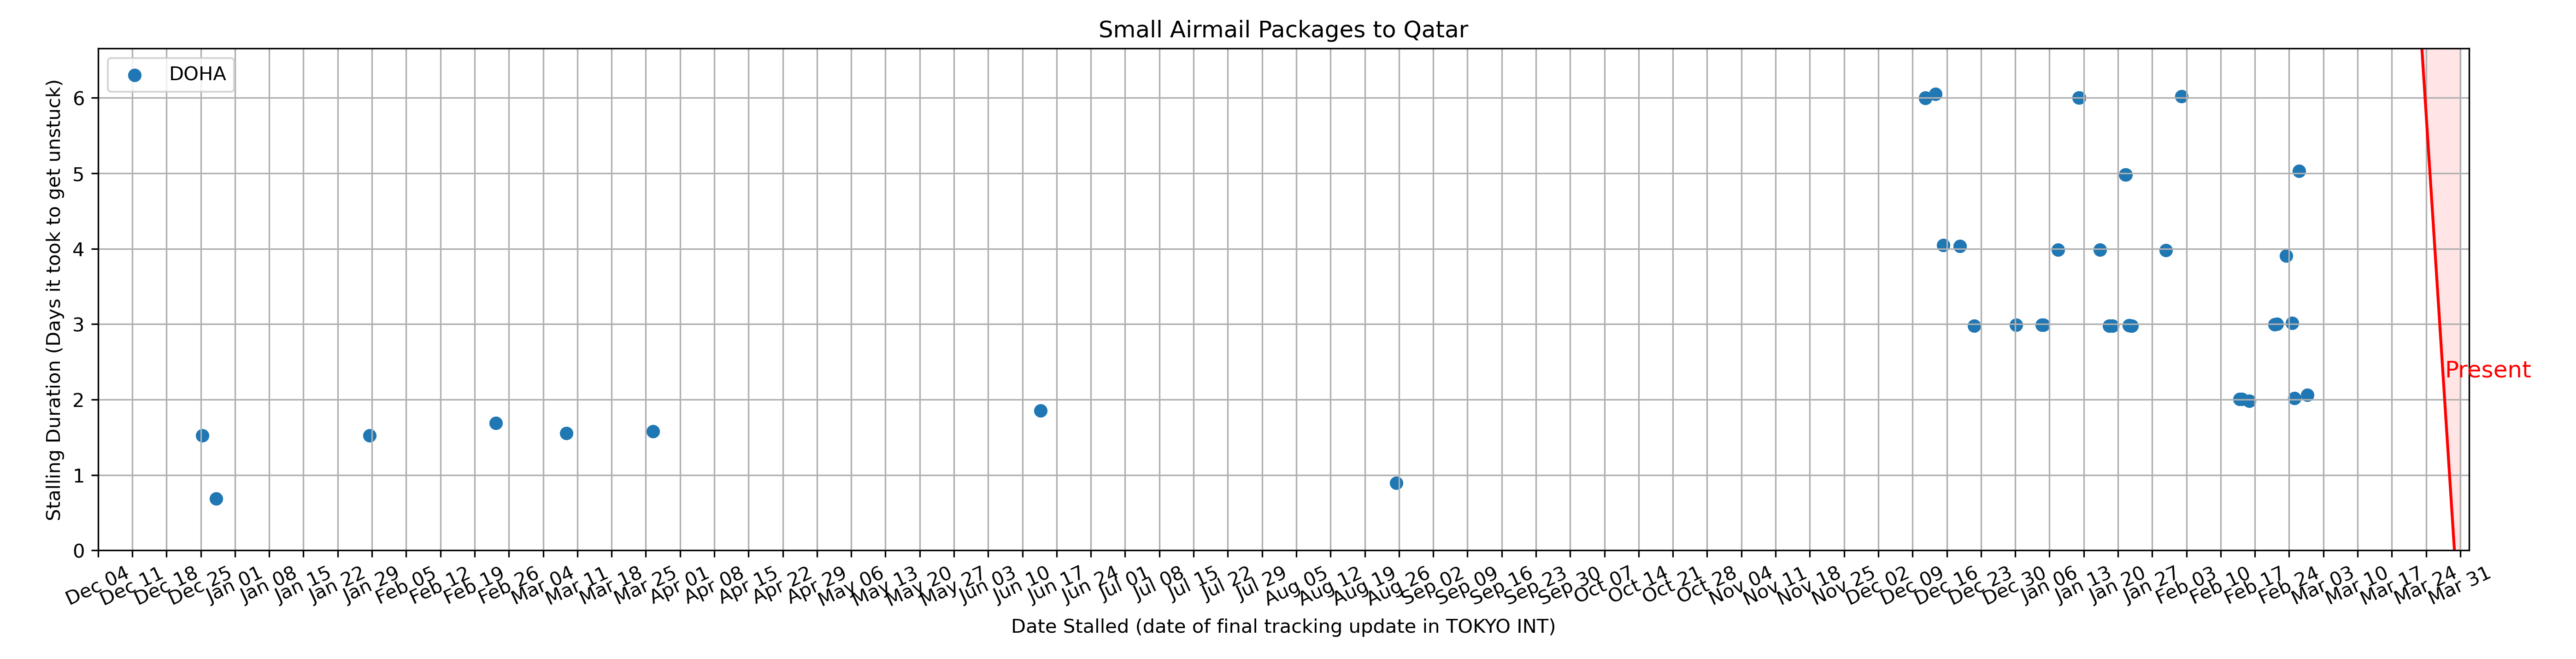 Small Airmail Packages to Qatar
DOHA
Stalling Duration (Days it took to get unstuck)
6
5
4
3
2
1
0
Present
Dec 04
Dec 11
Dec 18
Dec 25
Jan 01
Jan 08
Jan 15
Jan 22
Jan 29
Feb 05
Feb 12
Feb 19
Feb 26
Mar 04
Mar 11
Mar 18
Mar 25
Apr 01
Apr 08
Apr 15
Apr 22
Apr 29
May 06
May 13
May 20
May 27
Jun 03
Jun 10
Jun 17
Jun 24
Jul 01
Jul 08
Jul 15
Jul 22
Jul 29
Aug 05
Aug 12
Aug 19
Aug 26
Sep 02
Sep 09
Sep 16
Sep 23
Sep 30
Oct 07
Oct 14
Oct 21
Oct 28
Nov 04
Nov 11
Nov 18
Nov 25
Dec 02
Dec 09
Dec 16
Dec 23
Dec 30
Jan 06
Jan 13
Jan 20
Jan 27
Feb 03
Feb 10
Feb 17
Feb 24
Mar 03
Mar 10
Mar 17
Mar 24
Mar 31
Date Stalled (date of final tracking update in TOKYO INT)